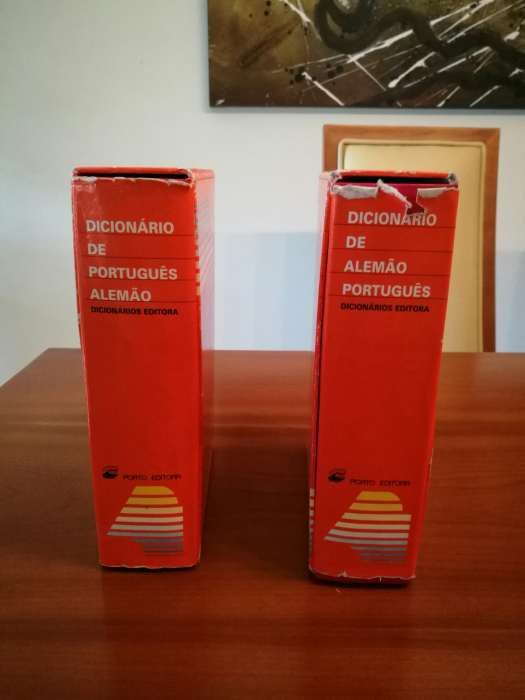 DICIONÁRIO
DE
PORTUGUÊS
ALEMÃO
DICIONÁRIOS EDITORA
PORTO EDITORA
DICIONÁRIO
DE
ALEMÃO
PORTUGUÊS
DICIONÁRIOS EDITORA
PORTO EDITORA